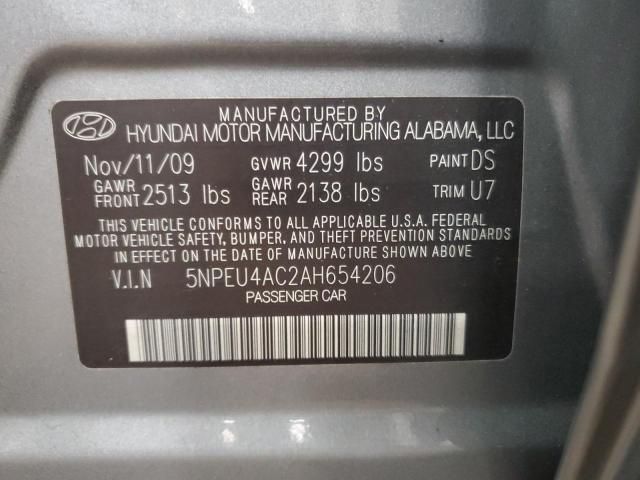 MANUFACTURED BY
HYUNDAI MOTOR MANUFACTURING ALABAMA, LLC
Nov/11/09 GVWR 4299 lbs PAINT DS
GAWR FRONT 2513 lbs GAWR REAR 2138 lbs TRIM U7
THIS VEHICLE CONFORMS TO ALL APPLICABLE U.S.A. FEDERAL
MOTOR VEHICLE SAFETY, BUMPER, AND THEFT PREVENTION
STANDARDS IN EFFECT ON THE DATE OF MANUFACTURE SHOWN ABOVE
V.I.N 5NPEU4AC2AH654206
PASSENGER CAR